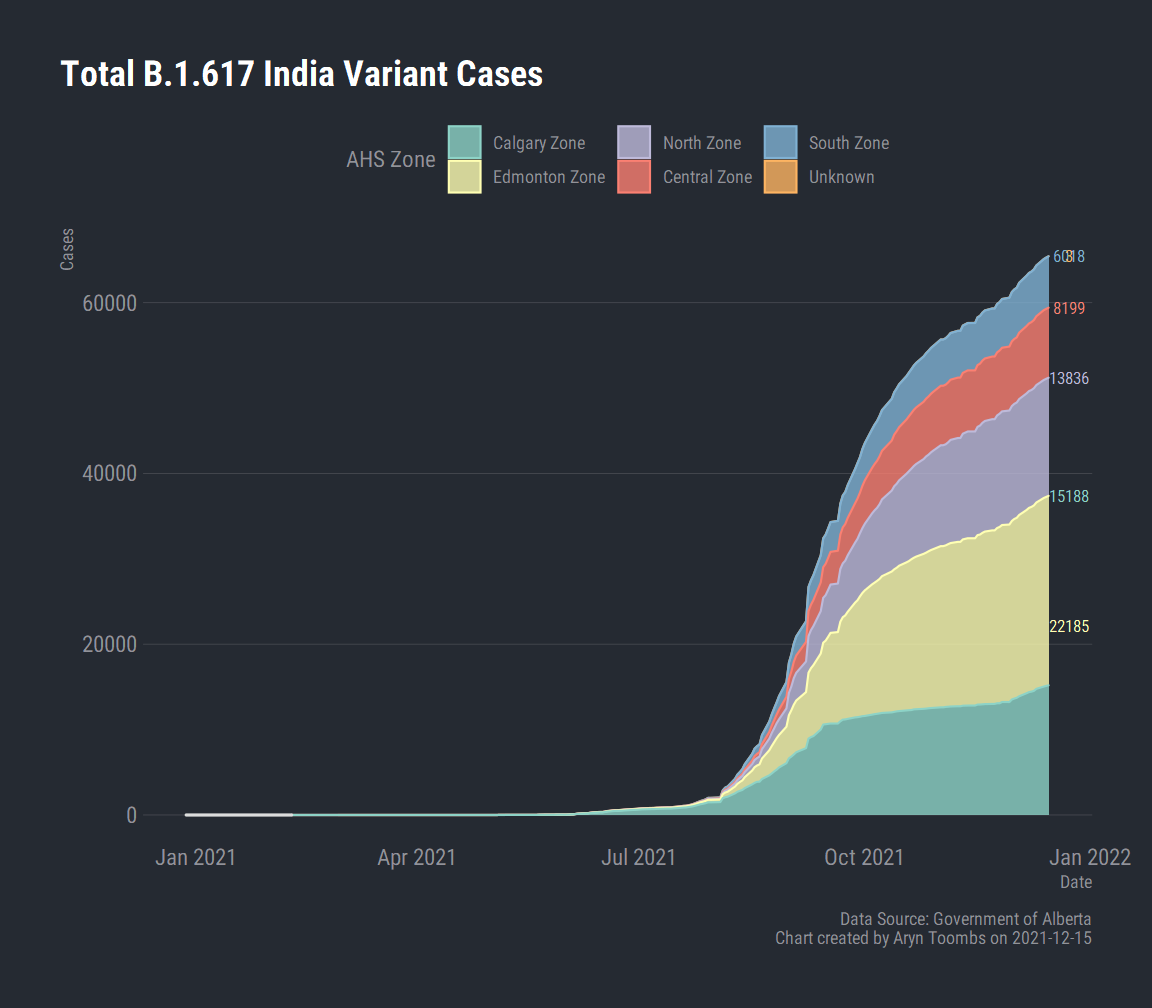 Total B.1.617 India Variant Cases
AHS Zone
Calgary Zone
North Zone
South Zone
Edmonton Zone
Central Zone
Unknown
Cases
6018
3
60000
8199
13836
40000
15188
22185
20000
0
Jan 2021
Apr 2021
Jul 2021
Oct 2021
Jan 2022
Date
Data Source: Government of Alberta
Chart created by Aryn Toombs on 2021-12-15